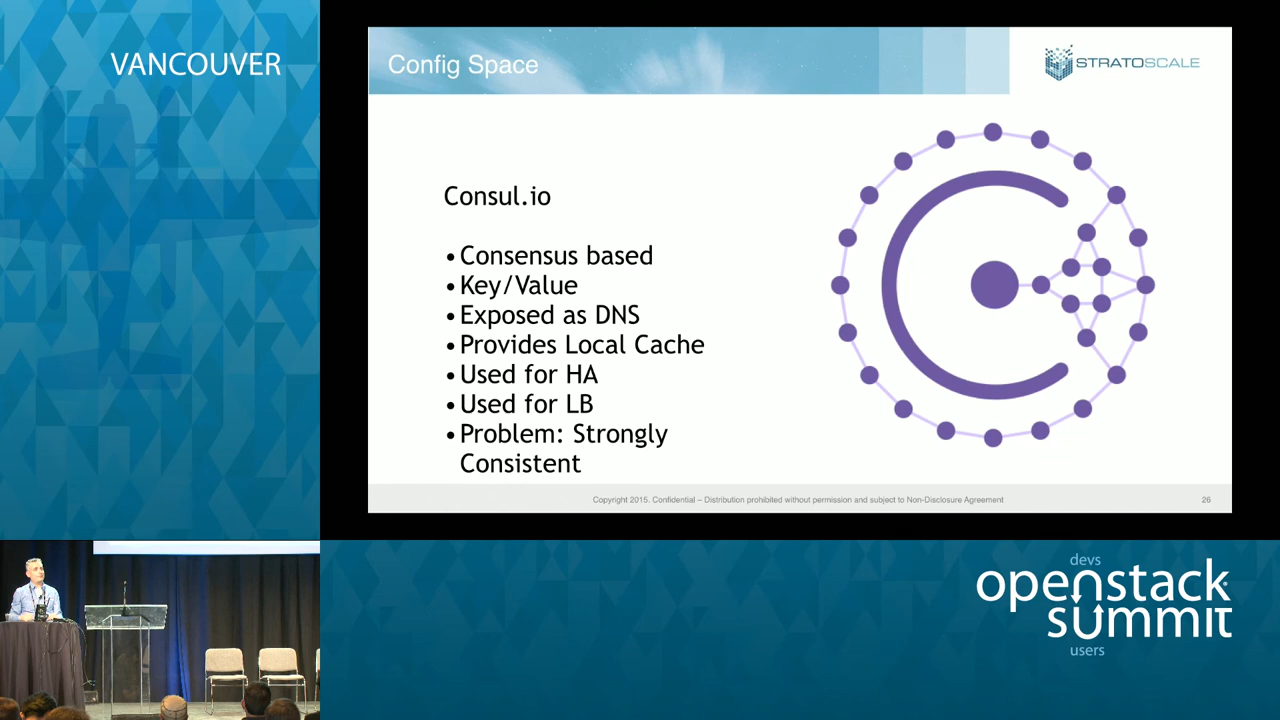 VANCOUVER
Config Space
STRATOSCALE
Consul.io
•Consensus based
•Key/Value
•Exposed as DNS
•Provides Local Cache
•Used for HA
•Used for LB
•Problem: Strongly
Consistent
Copyright 2015. Confidential – Distribution prohibited without permission and subject to Non-Disclosure Agreement
26
devs
openstack
summit
users